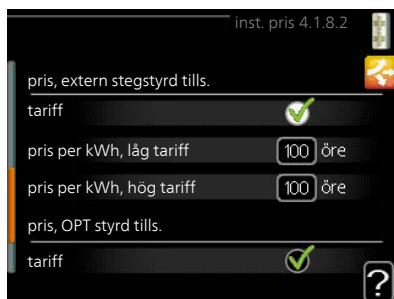 inst. pris 4.1.8.2
pris, extern stegstyrd tills.
tariff
pris per kWh, låg tariff 100 öre
pris per kWh, hög tariff 100 öre
pris, OPT styrd tills.
tariff
?